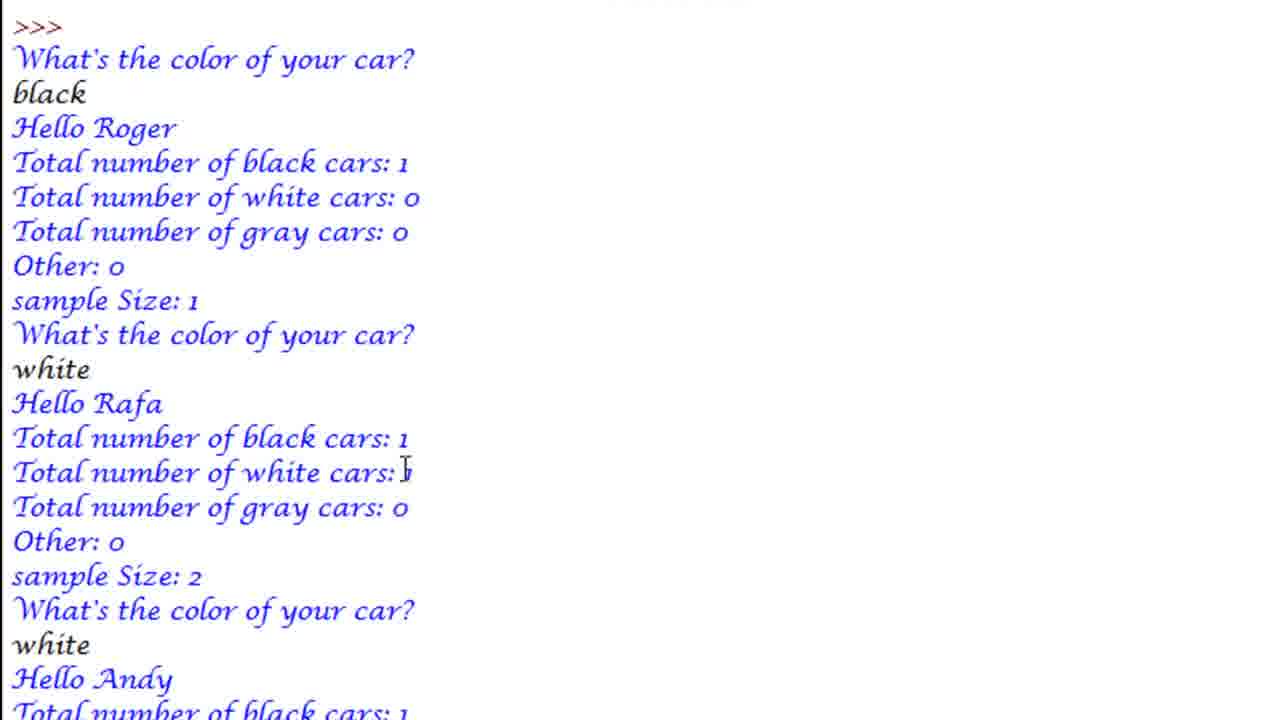 >>>
What's the color of your car?
black
Hello Roger
Total number of black cars: 1
Total number of white cars: 0
Total number of gray cars: 0
Other: 0
sample Size: 1
What's the color of your car?
white
Hello Rafa
Total number of black cars: 1
Total number of white cars: 1
Total number of gray cars: 0
Other: 0
sample Size: 2
What's the color of your car?
white
Hello Andy
Total number of black cars: 1